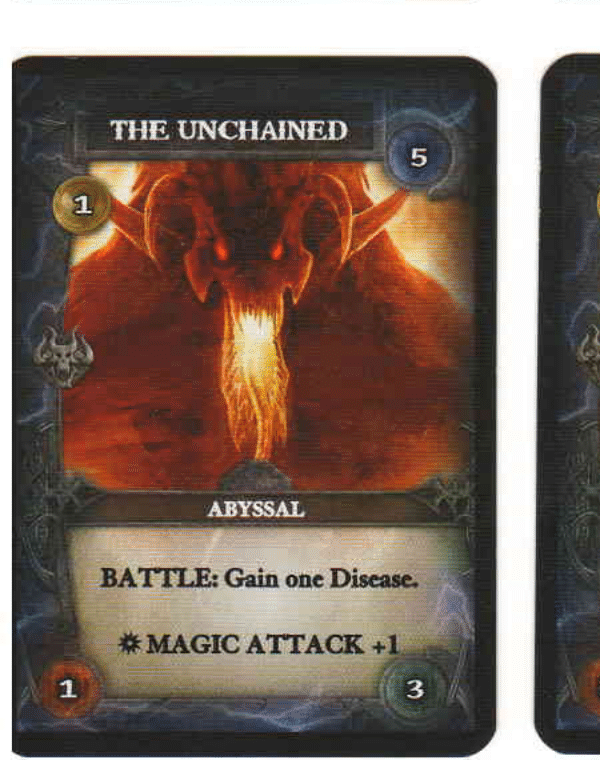 THE UNCHAINED
5
1
ABYSSAL
BATTLE: Gain one Disease.
✷ MAGIC ATTACK +1
1
3